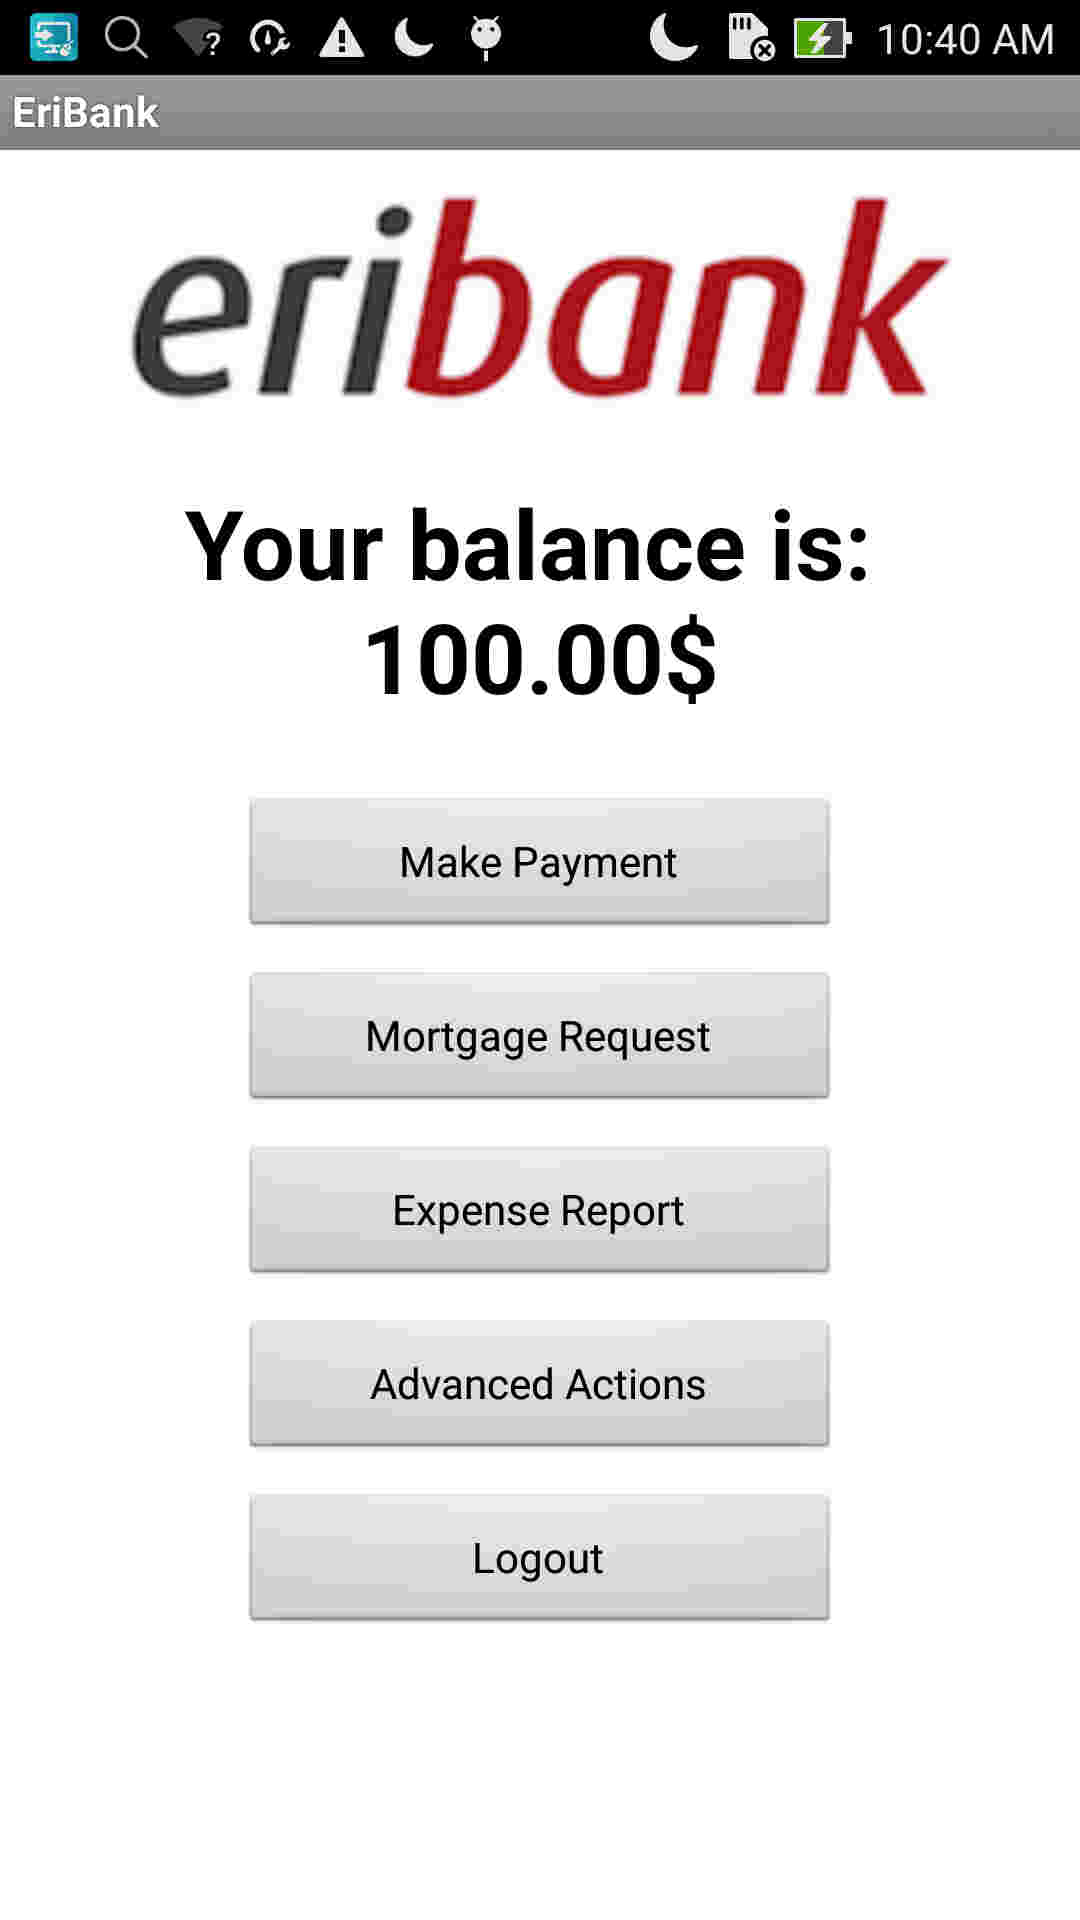 10:40 AM
EriBank
eribank
Your balance is:
100.00$
Make Payment
Mortgage Request
Expense Report
Advanced Actions
Logout